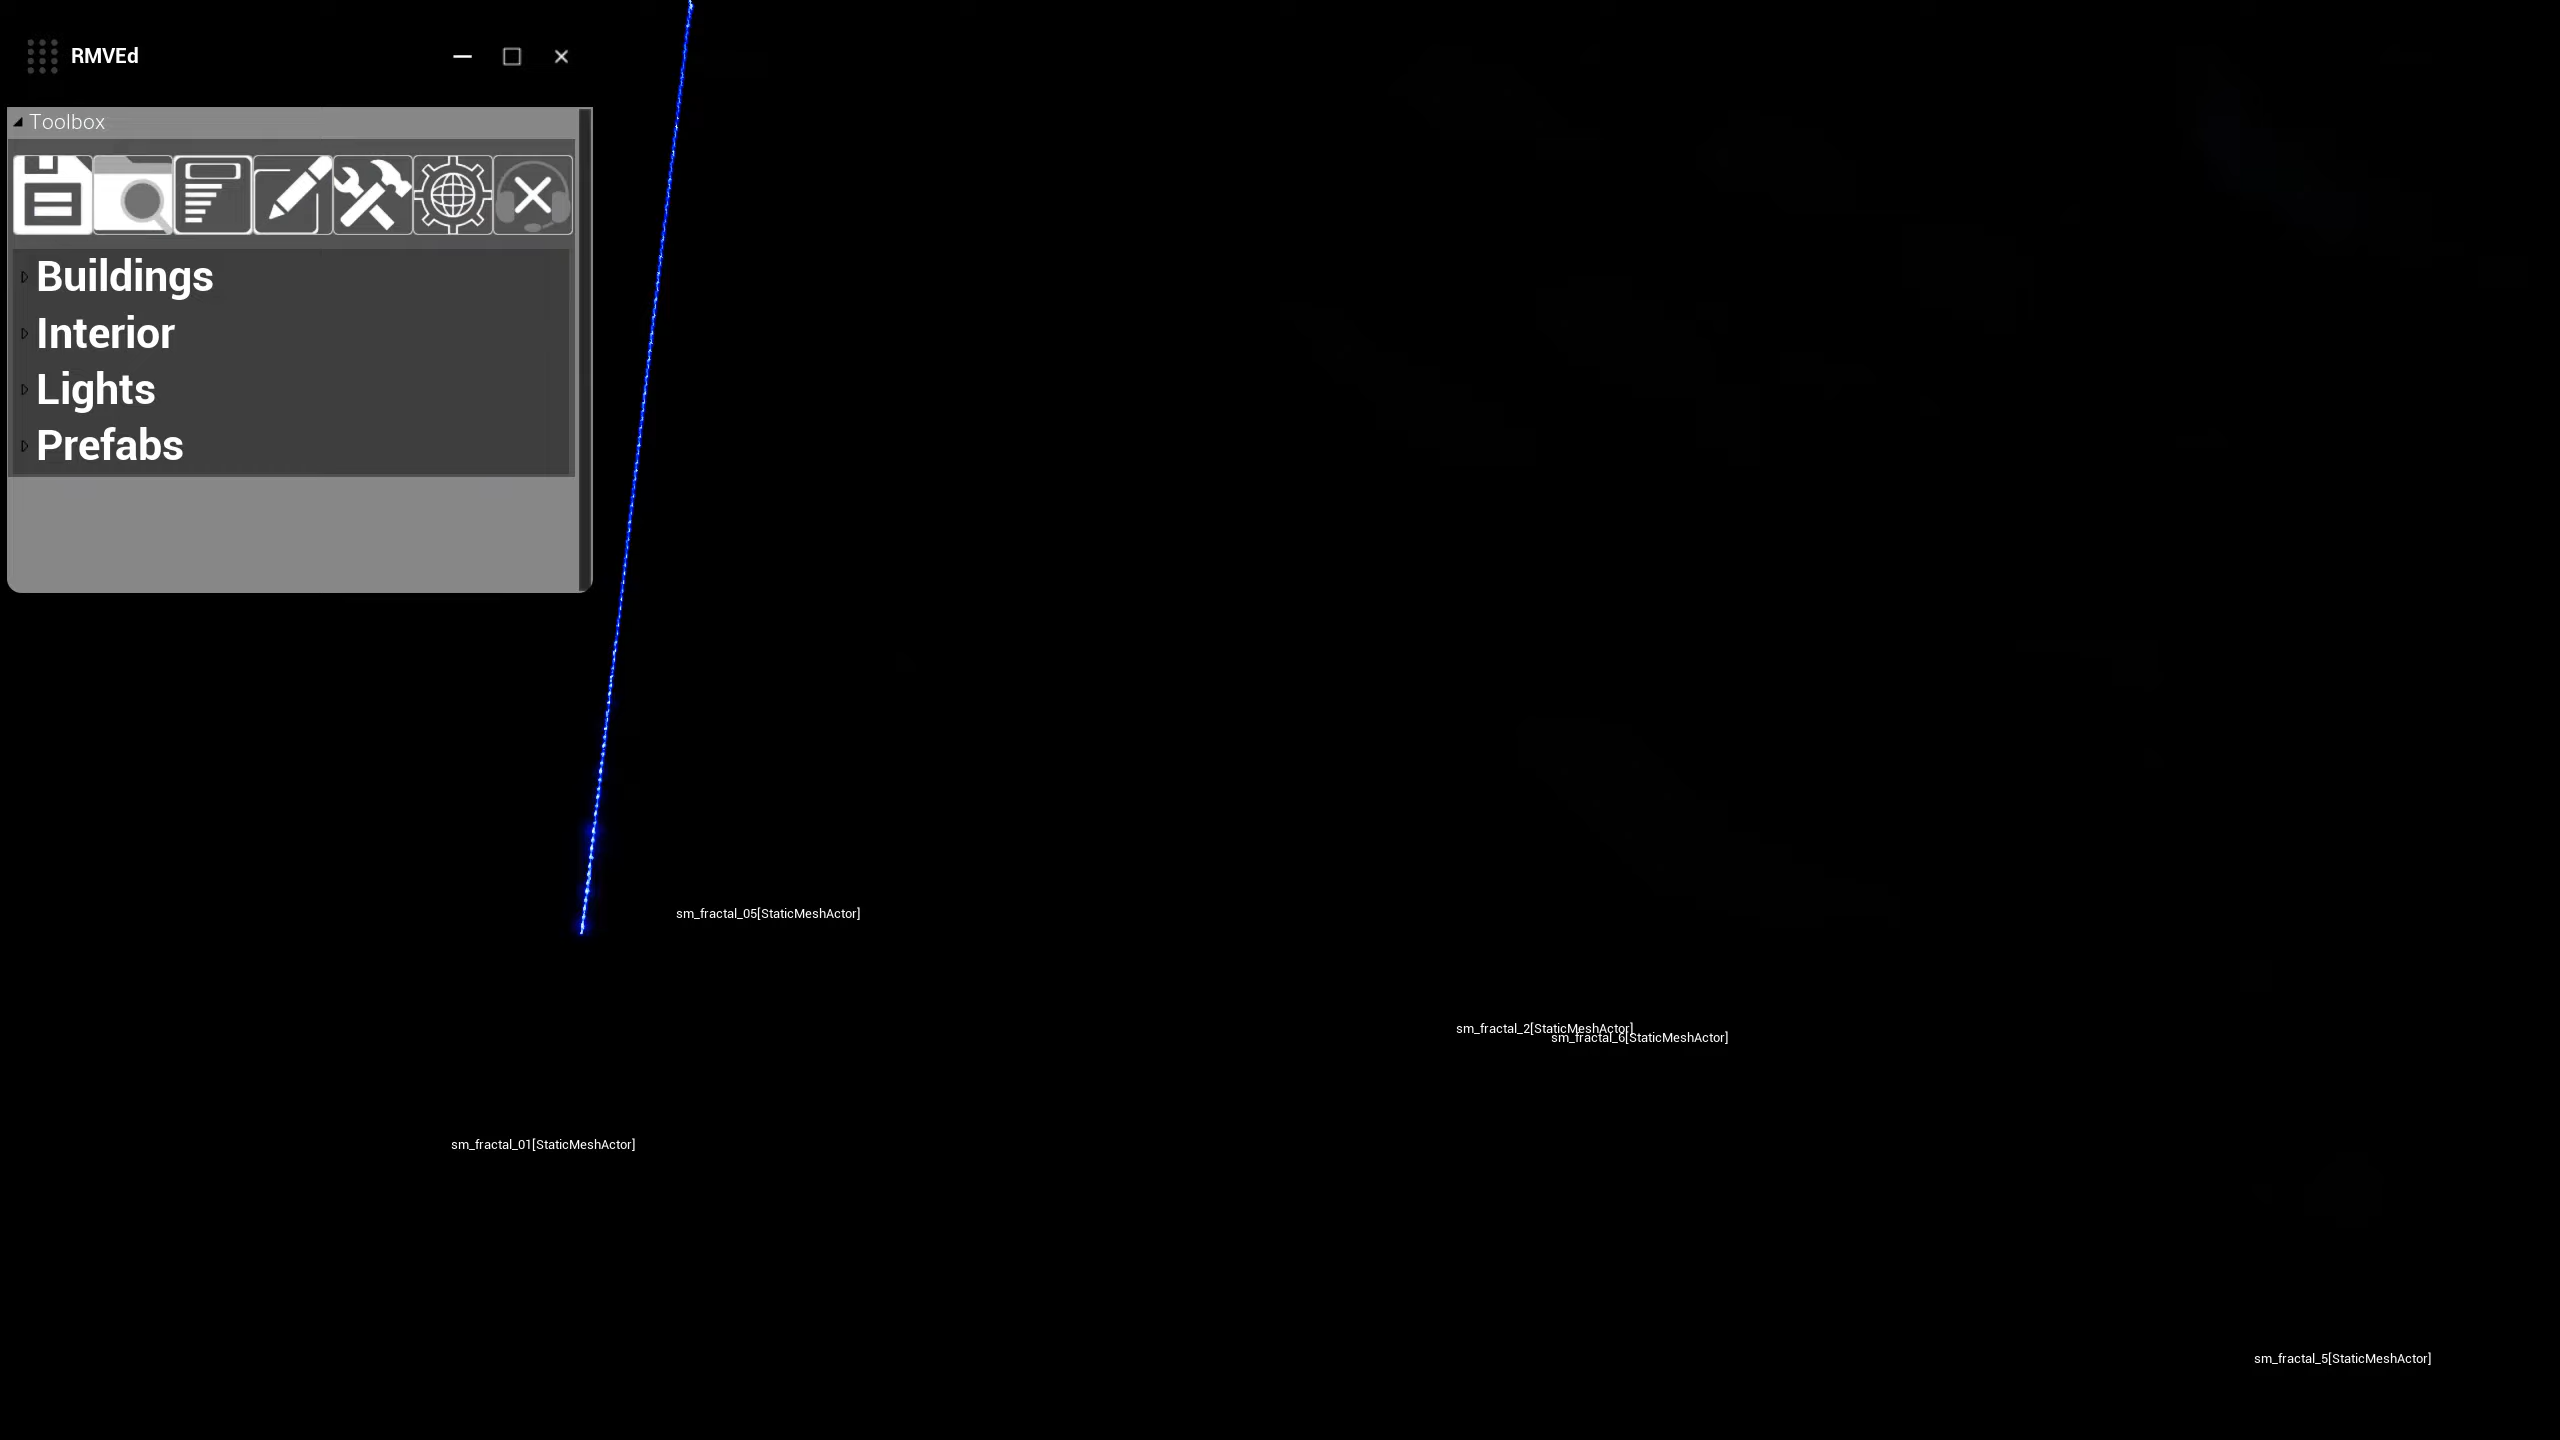 RMVEd
Toolbox
Buildings
Interior
Lights
Prefabs
sm_fractal_05[StaticMeshActor]
sm_fractal_2[StaticMeshActor]
sm_fractal_6[StaticMeshActor]
sm_fractal_01[StaticMeshActor]
sm_fractal_5[StaticMeshActor]